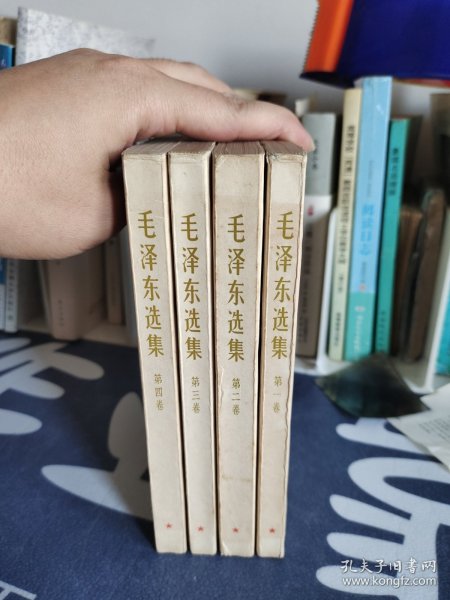 毛泽东选集
第四卷
毛泽东选集
第三卷
毛泽东选集
第二卷
毛泽东选集
第一卷
孔夫子旧书网
www.kongfz.com